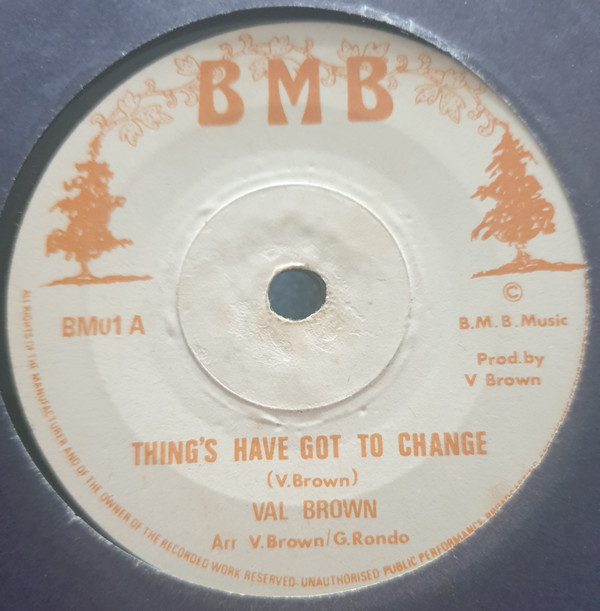 BMB
BM01 A
©
B.M.B. Music
Prod. by
V Brown
THING'S HAVE GOT TO CHANGE
(V. Brown)
VAL BROWN
Arr V. Brown/G. Rondo
ALL RIGHTS OF THE MANUFACTURER AND OF THE OWNER OF THE RECORDED WORK RESERVED. UNAUTHORISED PUBLIC PERFORMANCE